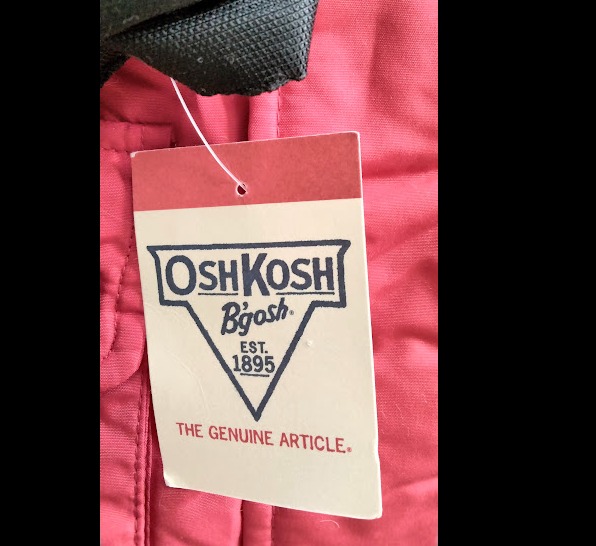 OSHKOSH
B'gosh®
EST.
1895
THE GENUINE ARTICLE®